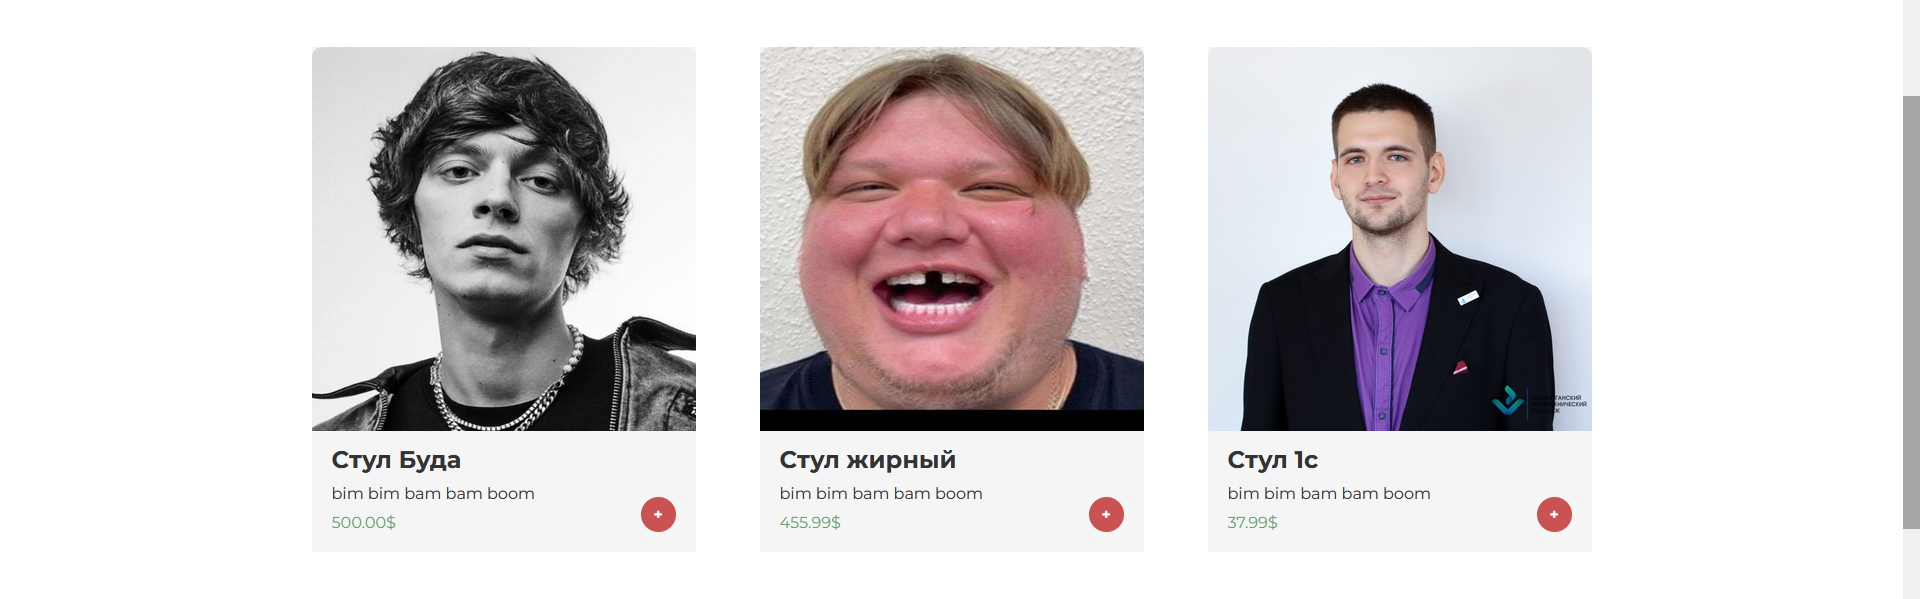 Стул Буда
bim bim bam bam boom
500.00$
+
Стул жирный
bim bim bam bam boom
455.99$
+
Стул 1с
bim bim bam bam boom
37.99$
+